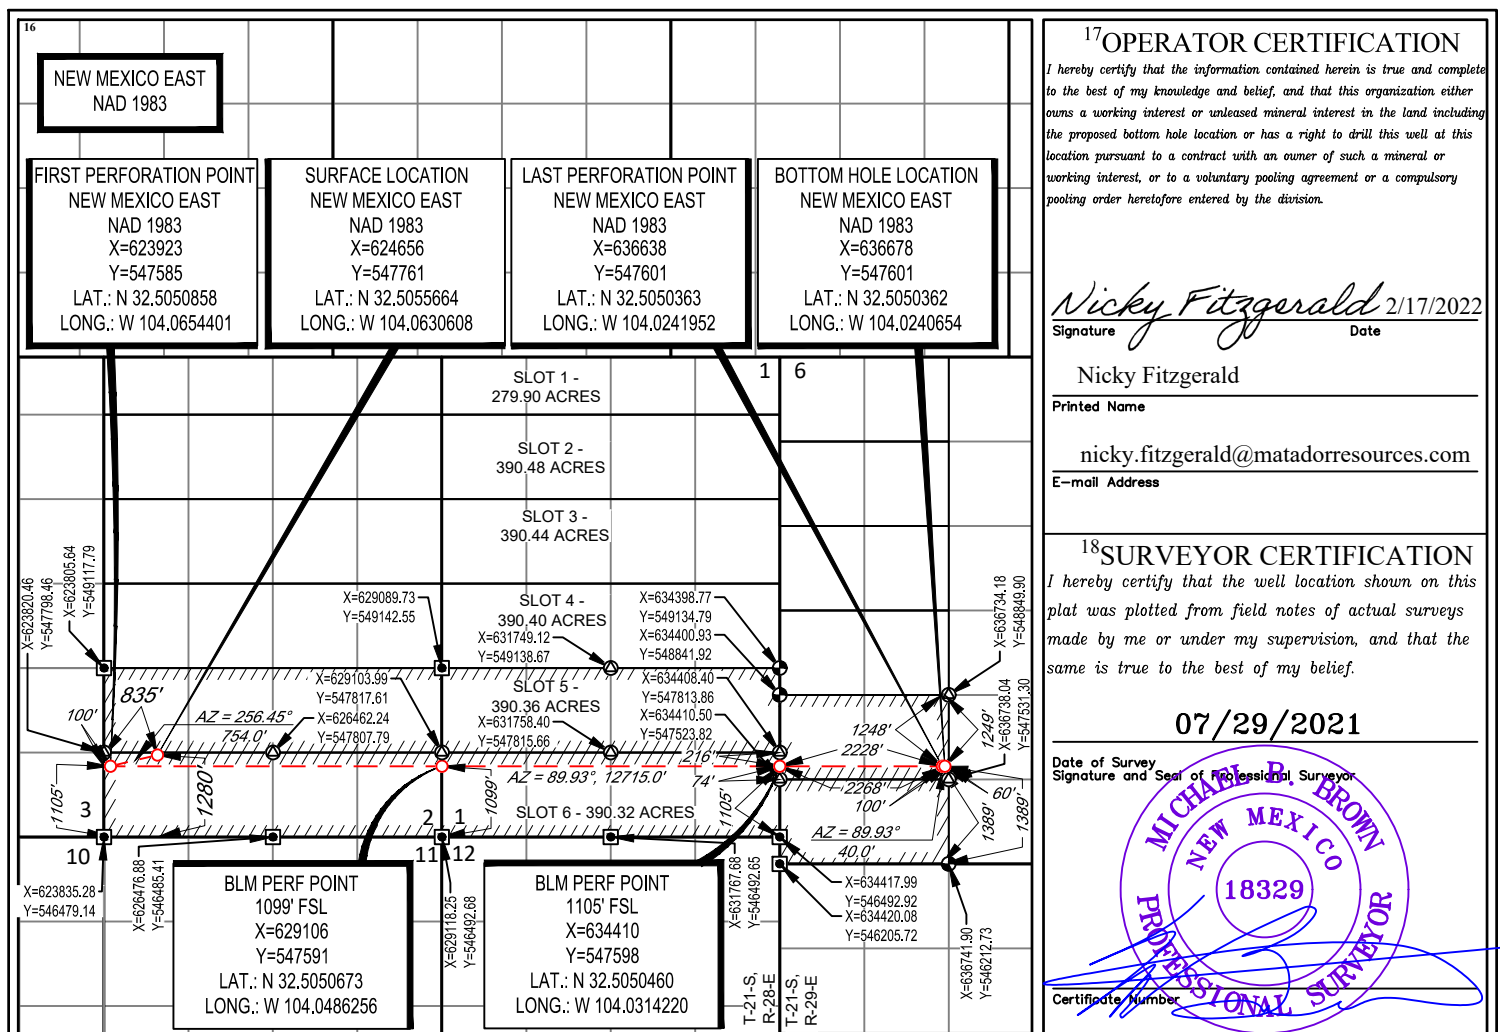 16
NEW MEXICO EAST
NAD 1983
FIRST PERFORATION POINT
NEW MEXICO EAST
NAD 1983
X=623923
Y=547585
LAT.: N 32.5050858
LONG.: W 104.0654401
SURFACE LOCATION
NEW MEXICO EAST
NAD 1983
X=624656
Y=547761
LAT.: N 32.5055664
LONG.: W 104.0630608
LAST PERFORATION POINT
NEW MEXICO EAST
NAD 1983
X=636638
Y=547601
LAT.: N 32.5050363
LONG.: W 104.0241952
BOTTOM HOLE LOCATION
NEW MEXICO EAST
NAD 1983
X=636678
Y=547601
LAT.: N 32.5050362
LONG.: W 104.0240654
SLOT 1 -
279.90 ACRES
1 6
SLOT 2 -
390.48 ACRES
SLOT 3 -
390.44 ACRES
SLOT 4 -
390.40 ACRES
SLOT 5 -
390.36 ACRES
SLOT 6 - 390.32 ACRES
X=623820.46
Y=547798.46
X=623805.64
Y=549117.79
X=629089.73
Y=549142.55
X=631749.12
Y=549138.67
X=634398.77
Y=549134.79
X=634400.93
Y=548841.92
X=634408.40
Y=547813.86
X=634410.50
Y=547523.82
X=636734.18
Y=548849.90
X=636738.04
Y=547531.30
X=629103.99
Y=547817.61
X=626462.24
Y=547807.79
X=631758.40
Y=547815.66
835'
100'
AZ = 256.45°
754.0'
1105'
1280'
1099'
AZ = 89.93°, 12715.0'
216'
74'
1105'
1248'
2228'
1249'
2268'
100'
60'
1389'
1389'
AZ = 89.93°
40.0'
3
10
2 1
11 12
X=623835.28
Y=546479.14
X=626476.88
Y=546485.41
X=629118.25
Y=546492.68
X=631767.68
Y=546492.65
X=634417.99
Y=546492.92
X=634420.08
Y=546205.72
X=636741.90
Y=546212.73
BLM PERF POINT
1099' FSL
X=629106
Y=547591
LAT.: N 32.5050673
LONG.: W 104.0486256
BLM PERF POINT
1105' FSL
X=634410
Y=547598
LAT.: N 32.5050460
LONG.: W 104.0314220
T-21-S,
R-28-E
T-21-S,
R-29-E
17OPERATOR CERTIFICATION
I hereby certify that the information contained herein is true and complete
to the best of my knowledge and belief, and that this organization either
owns a working interest or unleased mineral interest in the land including
the proposed bottom hole location or has a right to drill this well at this
location pursuant to a contract with an owner of such a mineral or
working interest, or to a voluntary pooling agreement or a compulsory
pooling order heretofore entered by the division.
Nicky Fitzgerald 2/17/2022
Signature Date
Nicky Fitzgerald
Printed Name
nicky.fitzgerald@matadorresources.com
E-mail Address
18SURVEYOR CERTIFICATION
I hereby certify that the well location shown on this
plat was plotted from field notes of actual surveys
made by me or under my supervision, and that the
same is true to the best of my belief.
07/29/2021
Date of Survey
Signature and Seal of Professional Surveyor
MICHAEL B. BROWN
NEW MEXICO
18329
PROFESSIONAL SURVEYOR
Certificate Number